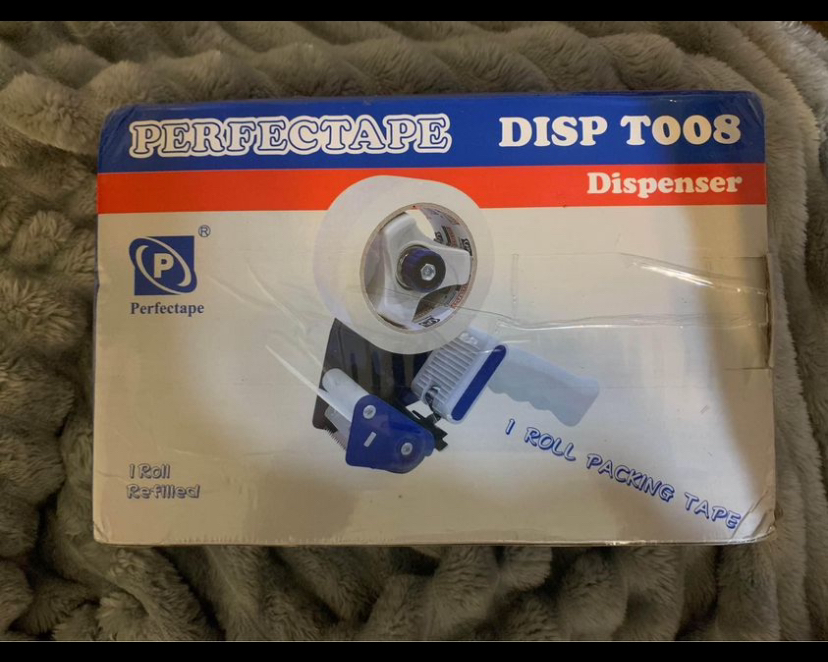 PERFECTAPE DISP T008
Dispenser
P ®
Perfectape
1 ROLL PACKING TAPE
1 Roll
Refilled